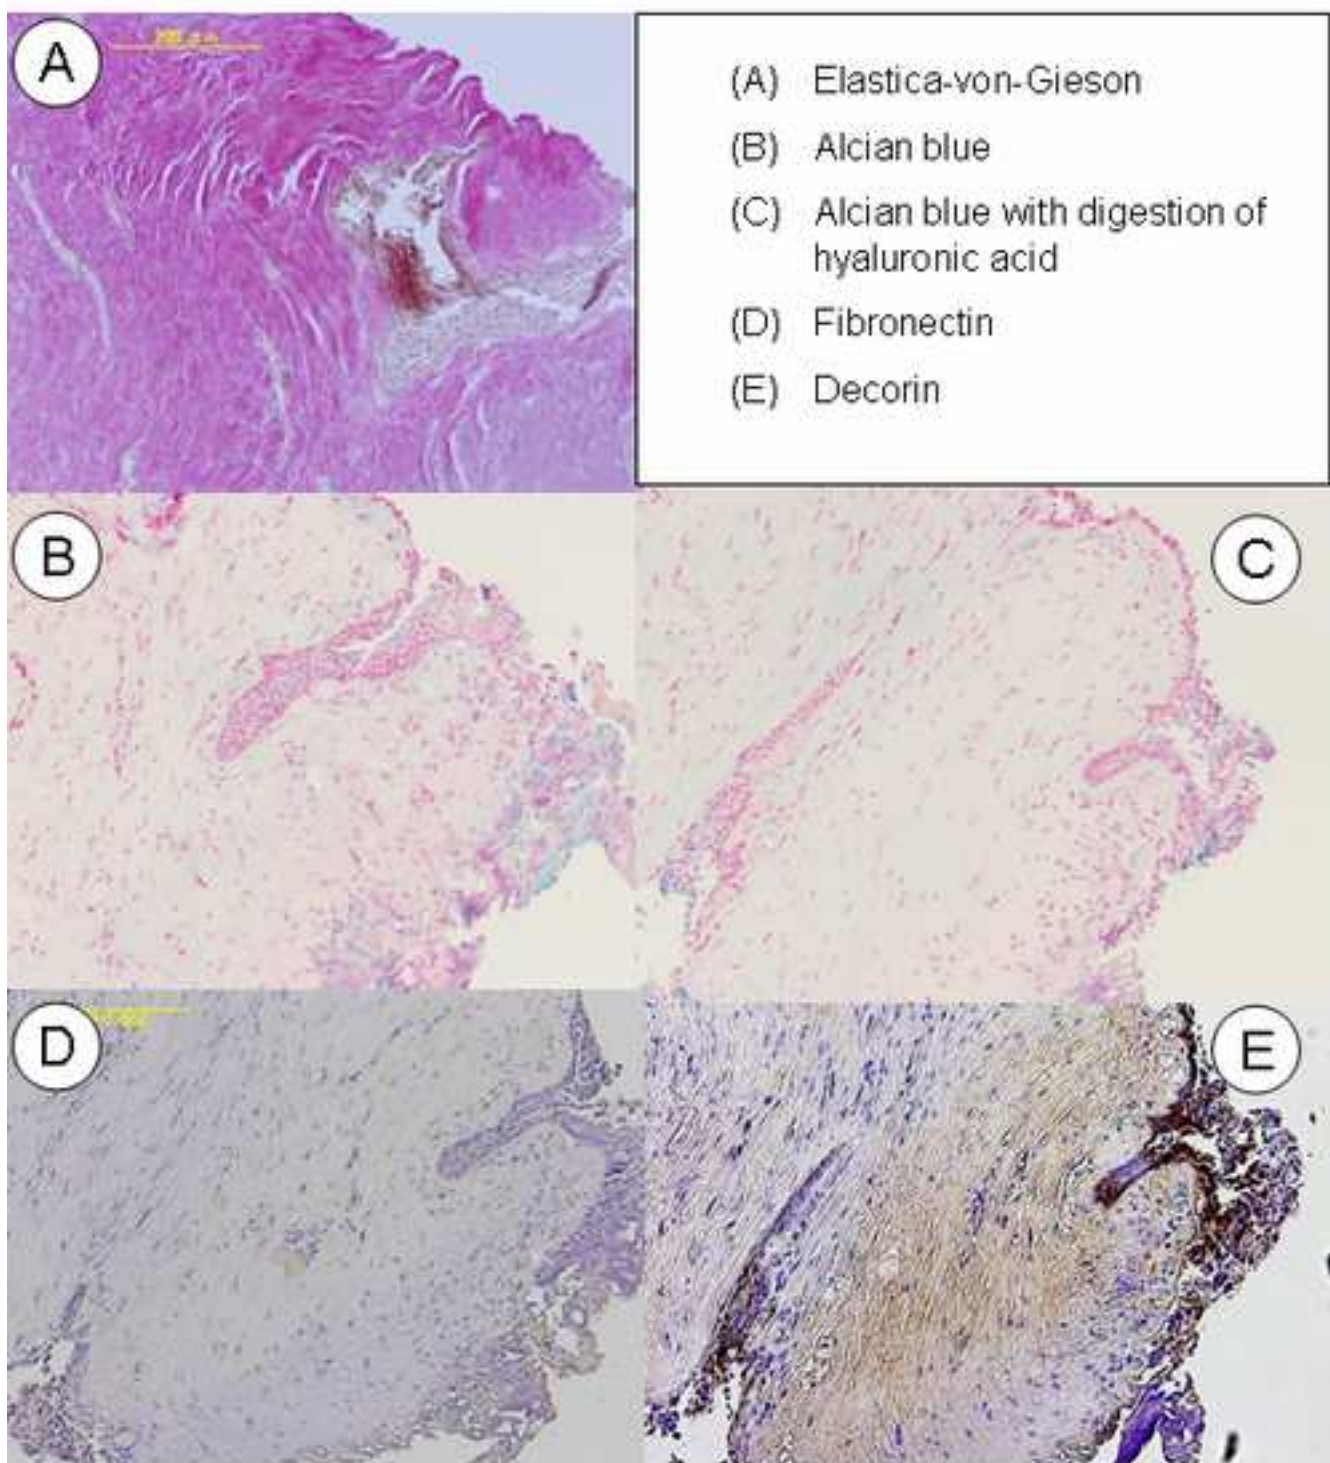 A
(A) Elastica-von-Gieson
(B) Alcian blue
(C) Alcian blue with digestion of
hyaluronic acid
(D) Fibronectin
(E) Decorin
B
C
D
E